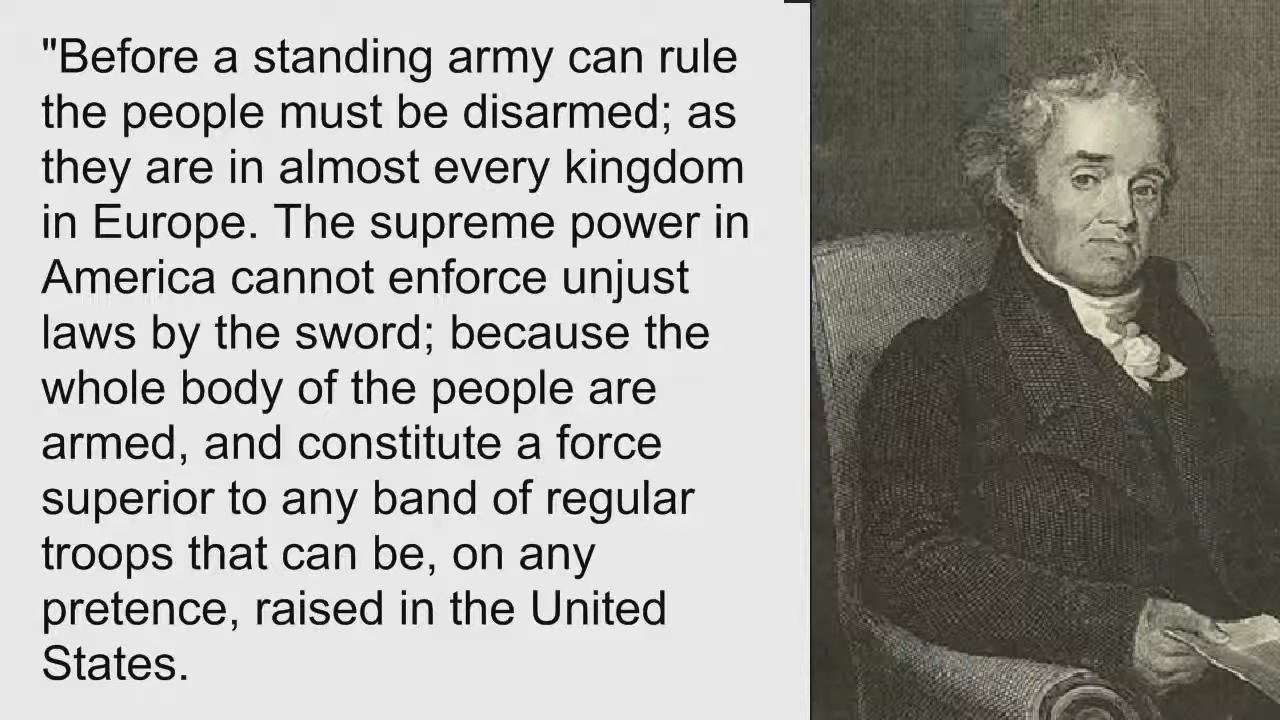 "Before a standing army can rule
the people must be disarmed; as
they are in almost every kingdom
in Europe. The supreme power in
America cannot enforce unjust
laws by the sword; because the
whole body of the people are
armed, and constitute a force
superior to any band of regular
troops that can be, on any
pretence, raised in the United
States.